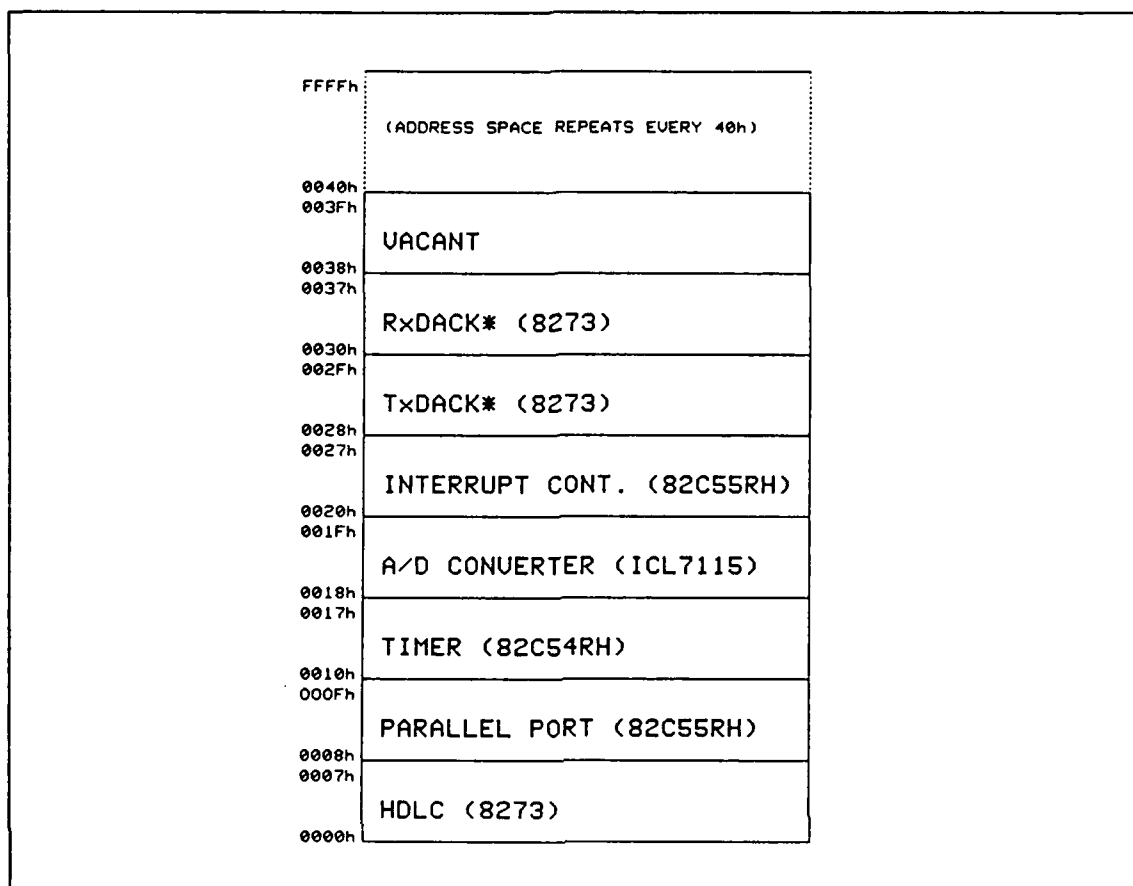 FFFFh
(ADDRESS SPACE REPEATS EVERY 40h)
0040h
003Fh
VACANT
0038h
0037h
RxDACK* (8273)
0030h
002Fh
TxDACK* (8273)
0028h
0027h
INTERRUPT CONT. (82C55RH)
0020h
001Fh
A/D CONVERTER (ICL7115)
0018h
0017h
TIMER (82C54RH)
0010h
000Fh
PARALLEL PORT (82C55RH)
0008h
0007h
HDLC (8273)
0000h